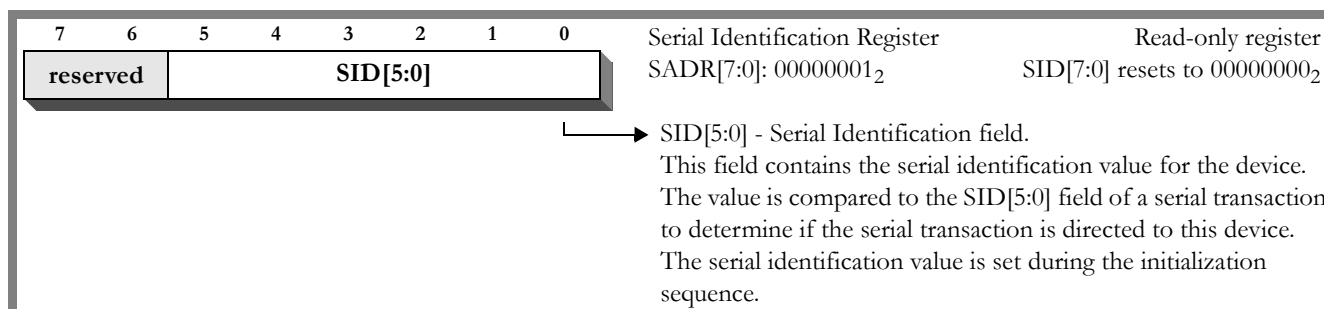 7 6 5 4 3 2 1 0
reserved SID[5:0]
Serial Identification Register Read-only register
SADR[7:0]: 00000001₂ SID[7:0] resets to 00000000₂
SID[5:0] - Serial Identification field.
This field contains the serial identification value for the device.
The value is compared to the SID[5:0] field of a serial transaction
to determine if the serial transaction is directed to this device.
The serial identification value is set during the initialization
sequence.